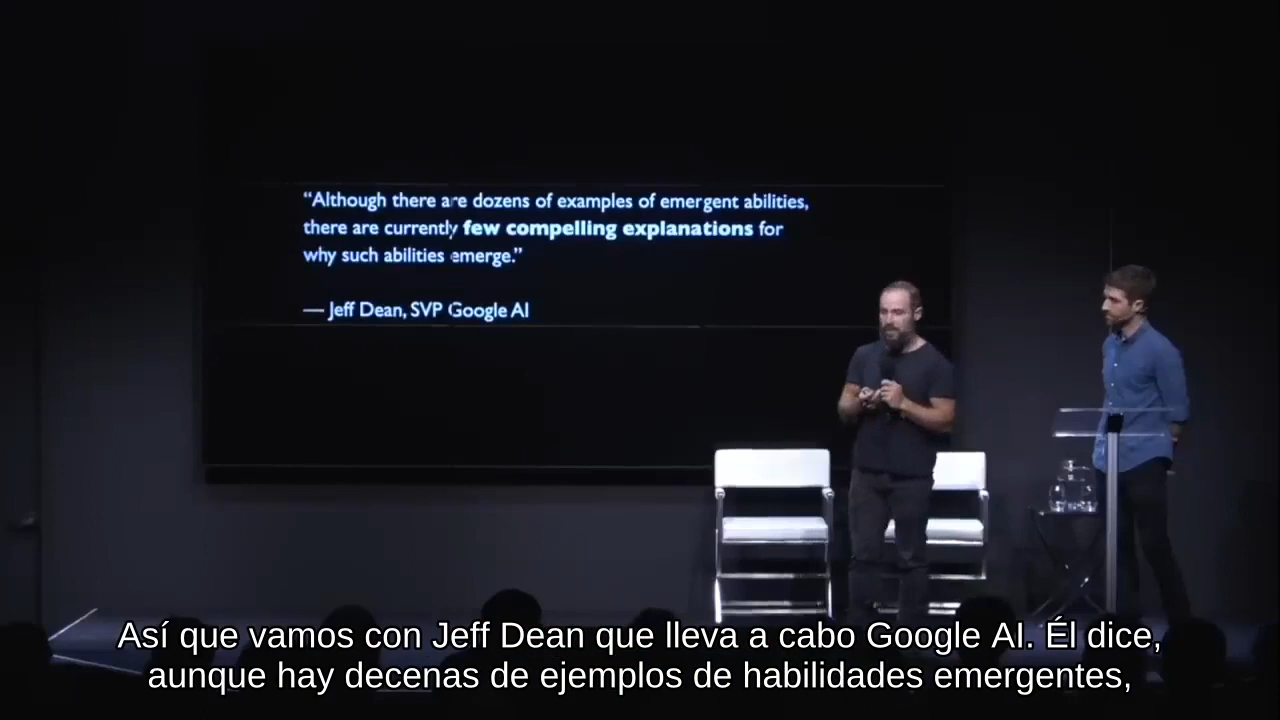 “Although there are dozens of examples of emergent abilities,
there are currently few compelling explanations for
why such abilities emerge.”
— Jeff Dean, SVP Google AI
Así que vamos con Jeff Dean que lleva a cabo Google AI. Él dice,
aunque hay decenas de ejemplos de habilidades emergentes,